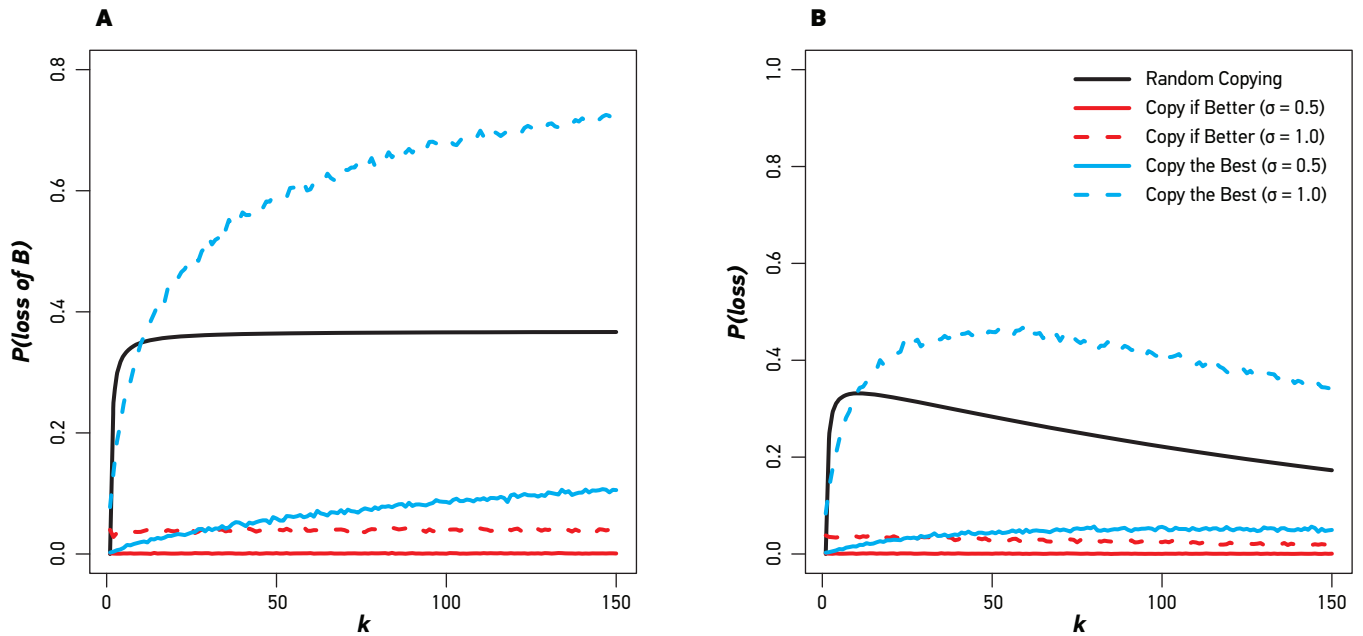 A
P(loss of B)
0.8
0.6
0.4
0.2
0.0
0
50
100
150
k
B
P(loss)
1.0
0.8
0.6
0.4
0.2
0.0
0
50
100
150
k
Random Copying
Copy if Better (σ = 0.5)
Copy if Better (σ = 1.0)
Copy the Best (σ = 0.5)
Copy the Best (σ = 1.0)